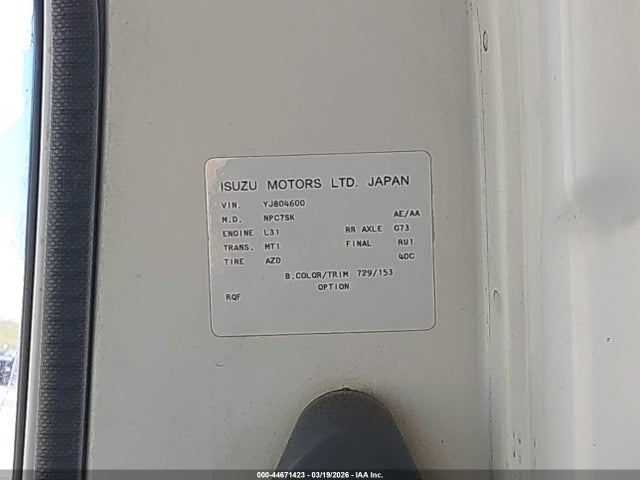 ISUZU MOTORS LTD. JAPAN
VIN. YJ804600
M.D. NPC7SK AE/AA
ENGINE L31 RR AXLE G73
TRANS. MT1 FINAL RU1
TIRE AZD 40C
B.COLOR/TRIM 729/153
OPTION
RQF
000-44671423 - 03/19/2026 - IAA Inc.